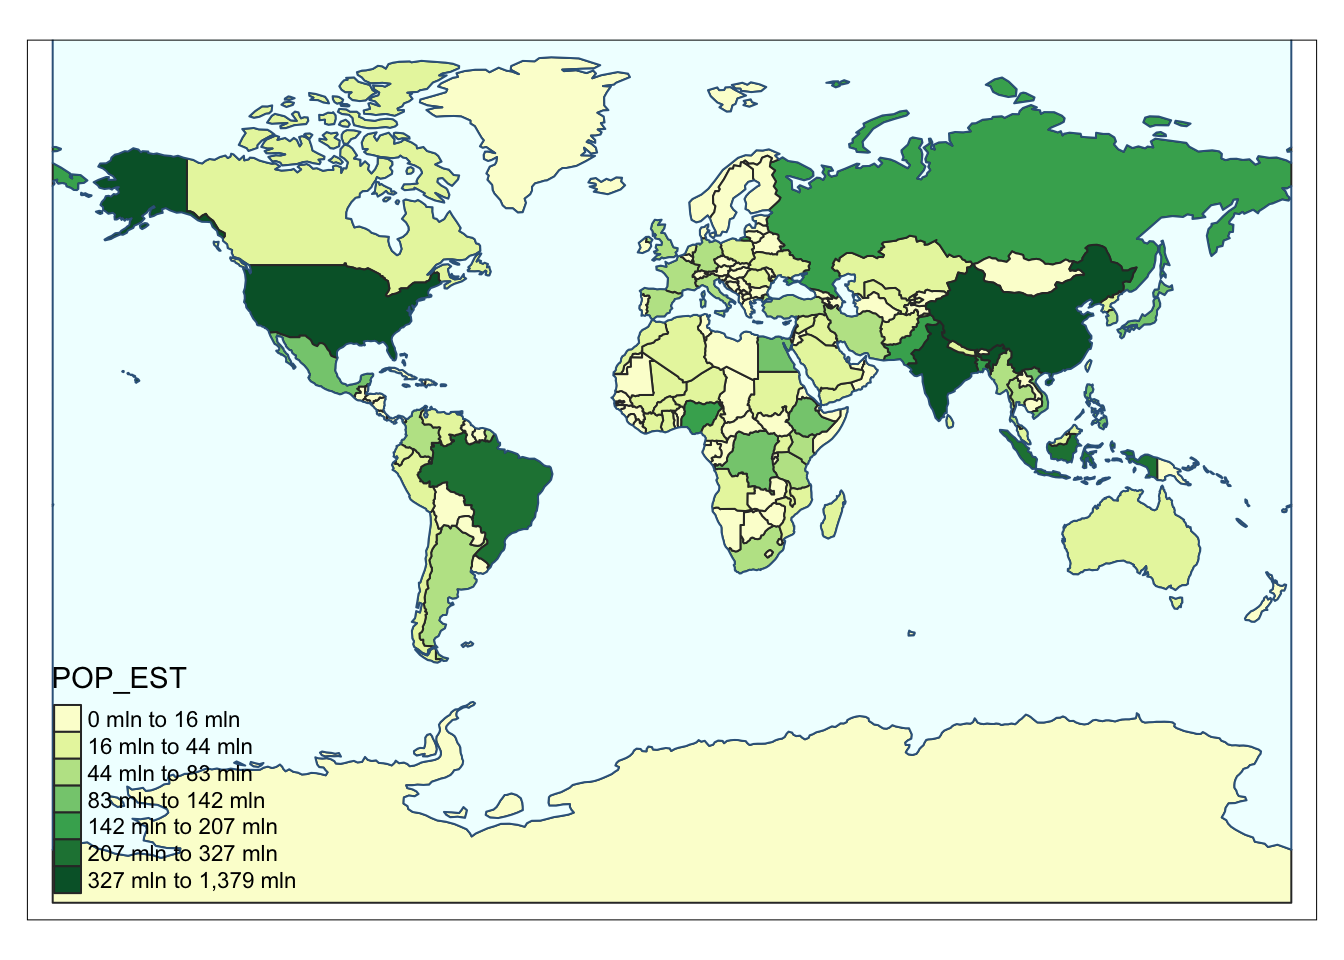 POP_EST
0 mln to 16 mln
16 mln to 44 mln
44 mln to 83 mln
83 mln to 142 mln
142 mln to 207 mln
207 mln to 327 mln
327 mln to 1,379 mln